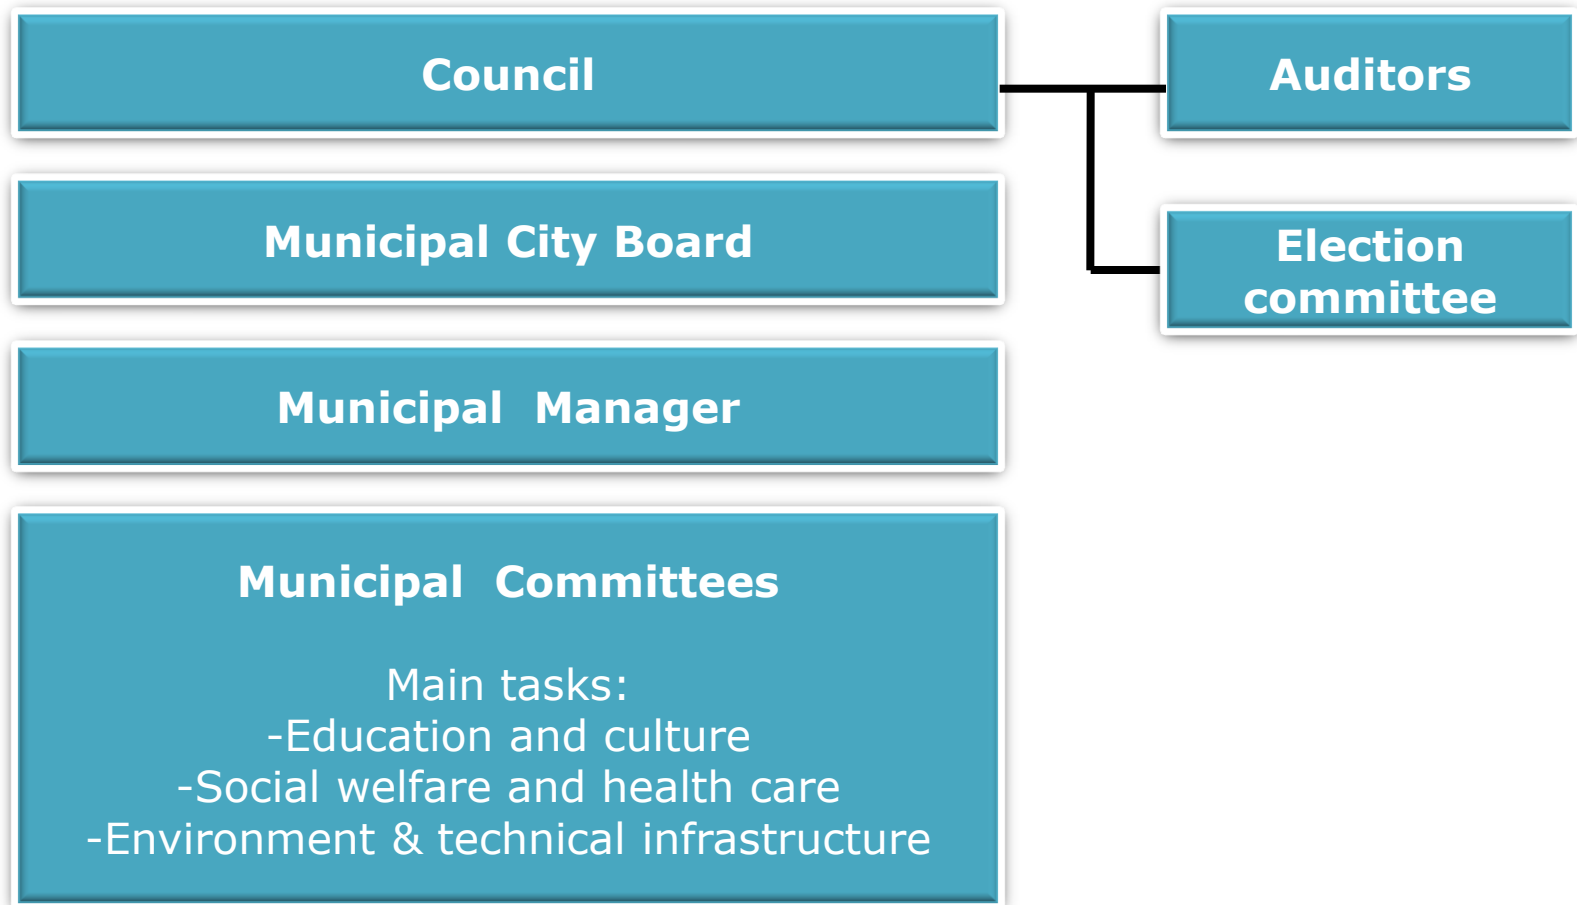 Council
Auditors
Municipal City Board
Election
committee
Municipal  Manager
Municipal  Committees
Main tasks:
-Education and culture
-Social welfare and health care
-Environment & technical infrastructure